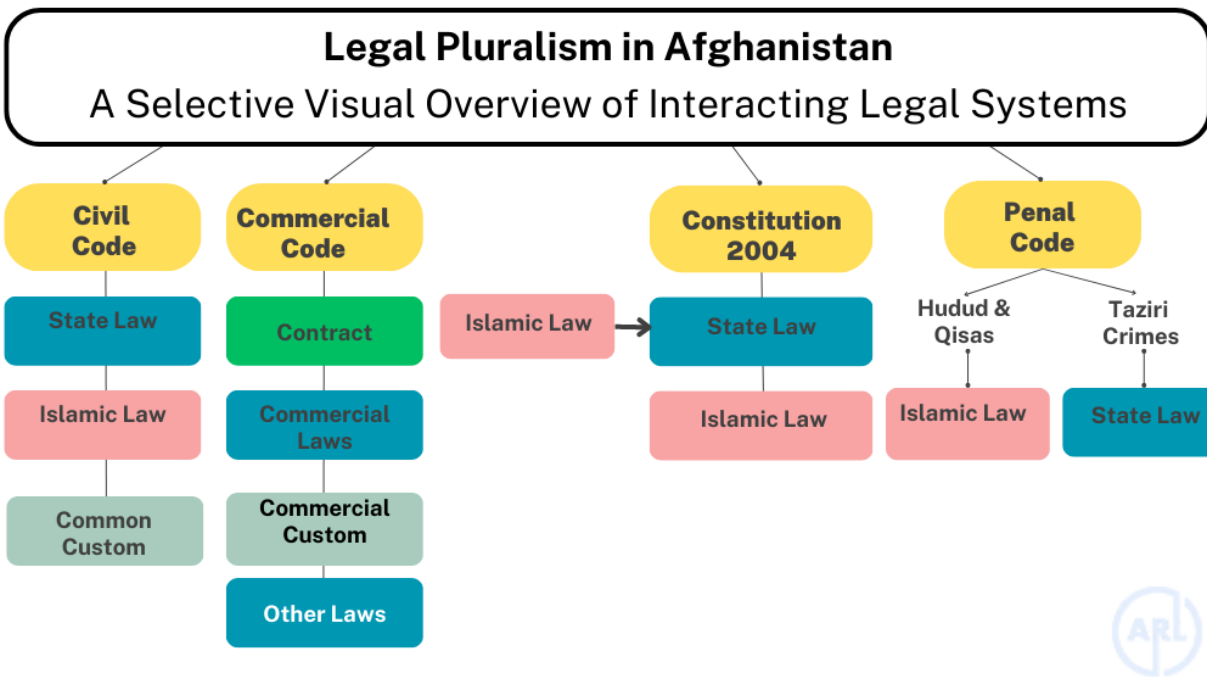 Legal Pluralism in Afghanistan
A Selective Visual Overview of Interacting Legal Systems
Civil
Code
State Law
Islamic Law
Common
Custom
Commercial
Code
Contract
Commercial
Laws
Commercial
Custom
Other Laws
Islamic Law
Constitution
2004
State Law
Islamic Law
Penal
Code
Hudud &
Qisas
Islamic Law
Taziri
Crimes
State Law
ARL